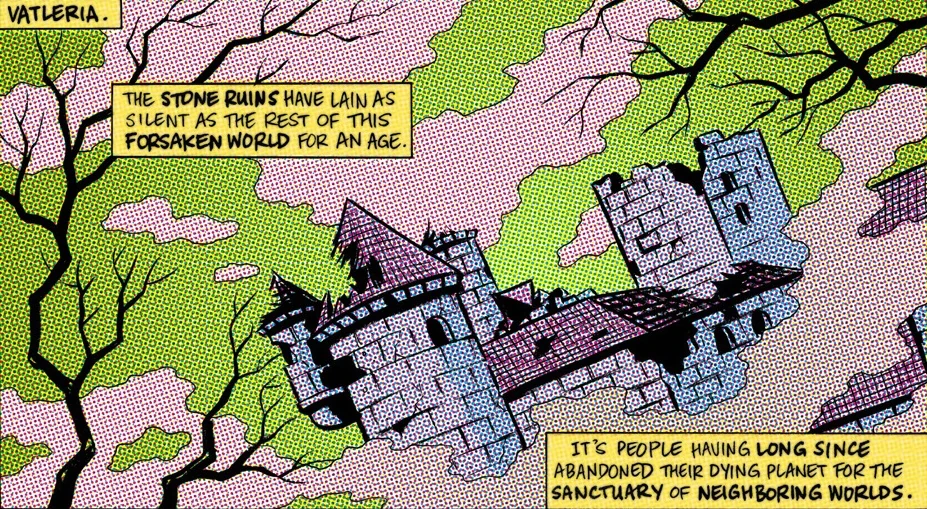 VATLERIA.
THE STONE RUINS HAVE LAIN AS
SILENT AS THE REST OF THIS
FORSAKEN WORLD FOR AN AGE.
IT'S PEOPLE HAVING LONG SINCE
ABANDONED THEIR DYING PLANET FOR THE
SANCTUARY OF NEIGHBORING WORLDS.